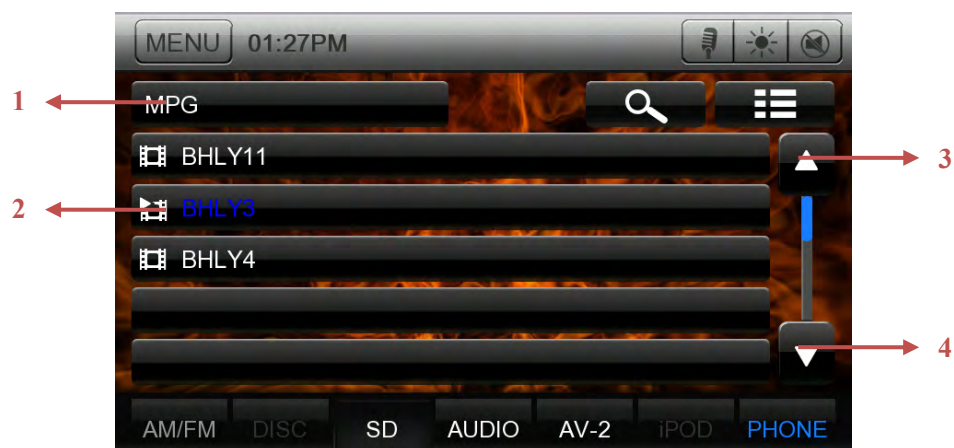 MENU 01:27PM
1 MPG
BHLY11
3
2 BHLY3
BHLY4
4
AM/FM DISC SD AUDIO AV-2 iPOD PHONE